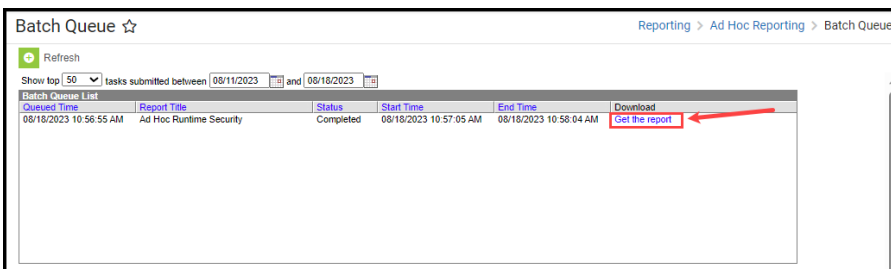 Batch Queue
Reporting > Ad Hoc Reporting > Batch Queue
Refresh
Show top 50 tasks submitted between 08/11/2023 and 08/18/2023
Batch Queue List
Queued Time Report Title Status Start Time End Time Download
08/18/2023 10:56:55 AM Ad Hoc Runtime Security Completed 08/18/2023 10:57:05 AM 08/18/2023 10:58:04 AM Get the report